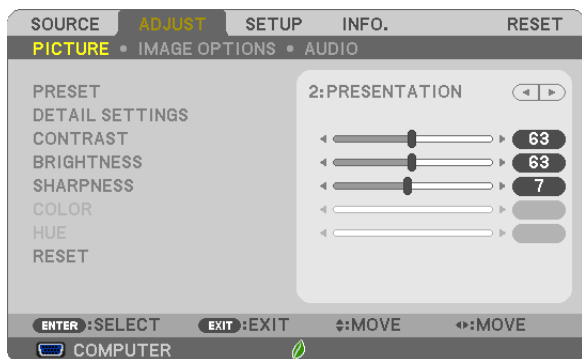 SOURCE ADJUST SETUP INFO. RESET
PICTURE • IMAGE OPTIONS • AUDIO
PRESET 2:PRESENTATION
DETAIL SETTINGS
CONTRAST 63
BRIGHTNESS 63
SHARPNESS 7
COLOR
HUE
RESET
ENTER :SELECT EXIT :EXIT :MOVE :MOVE
COMPUTER